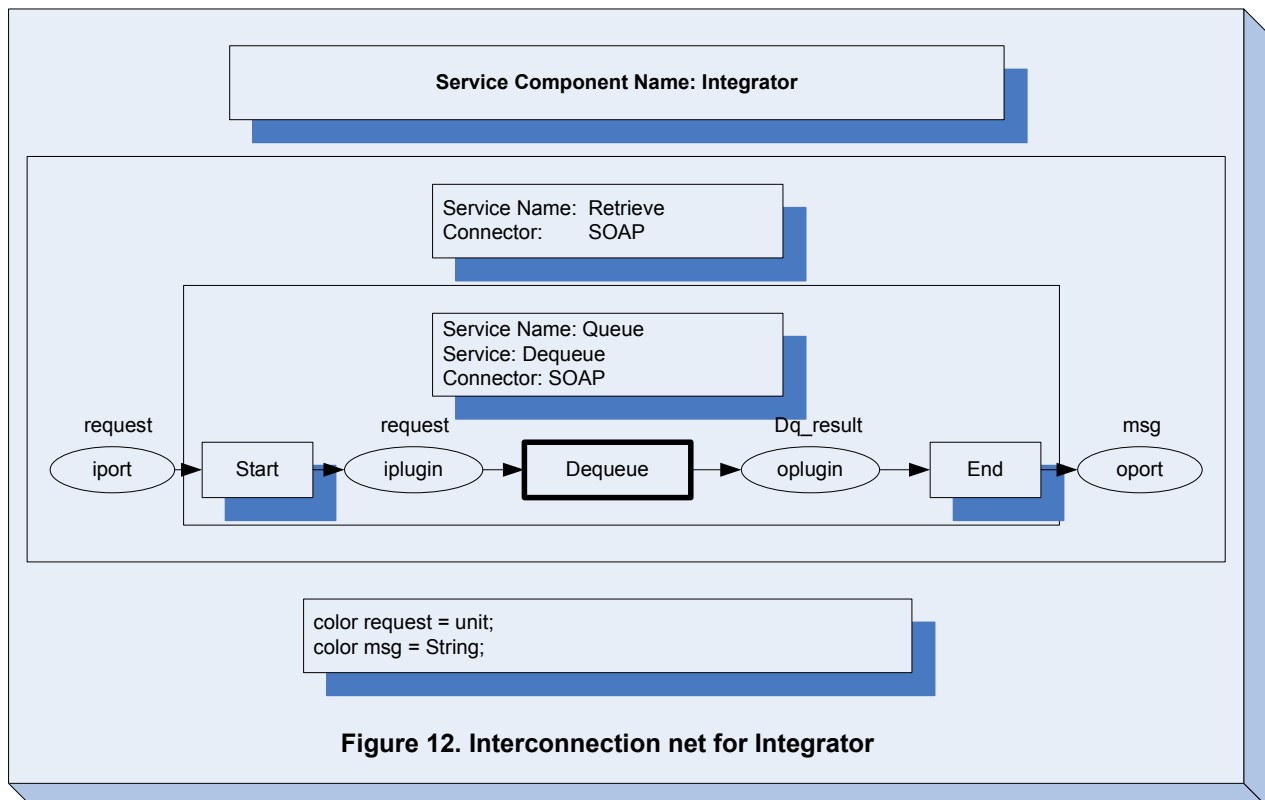 Service Component Name: Integrator
Service Name: Retrieve
Connector: SOAP
Service Name: Queue
Service: Dequeue
Connector: SOAP
request request Dq_result msg
iport Start iplugin Dequeue oplugin End oport
color request = unit;
color msg = String;
Figure 12. Interconnection net for Integrator